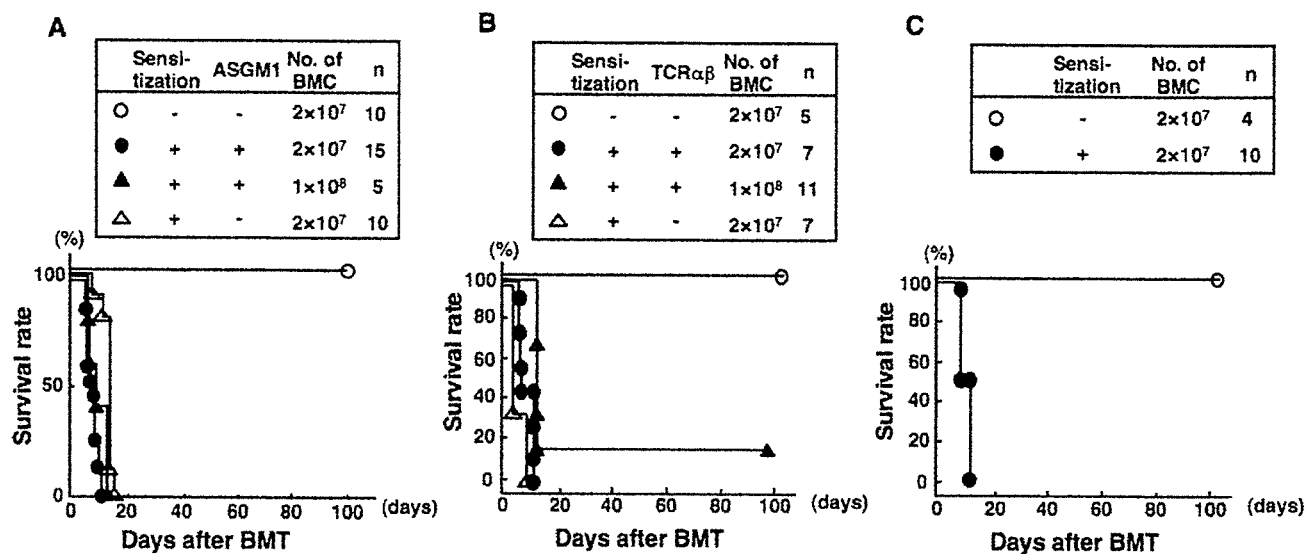 A
Sensi-
tization ASGM1 No. of
BMC n
○ - - 2×10⁷ 10
● + + 2×10⁷ 15
▲ + + 1×10⁸ 5
△ + - 2×10⁷ 10
(%)
100
50
0
Survival rate
20 40 60 80 100 (days)
Days after BMT
B
Sensi-
tization TCRαβ No. of
BMC n
○ - - 2×10⁷ 5
● + + 2×10⁷ 7
▲ + + 1×10⁸ 11
△ + - 2×10⁷ 7
(%)
100
80
60
40
20
0
Survival rate
0 20 40 60 80 100 (days)
Days after BMT
C
Sensi-
tization No. of
BMC n
○ - 2×10⁷ 4
● + 2×10⁷ 10
(%)
100
80
60
40
20
0
Survival rate
0 20 40 60 80 100 (days)
Days after BMT